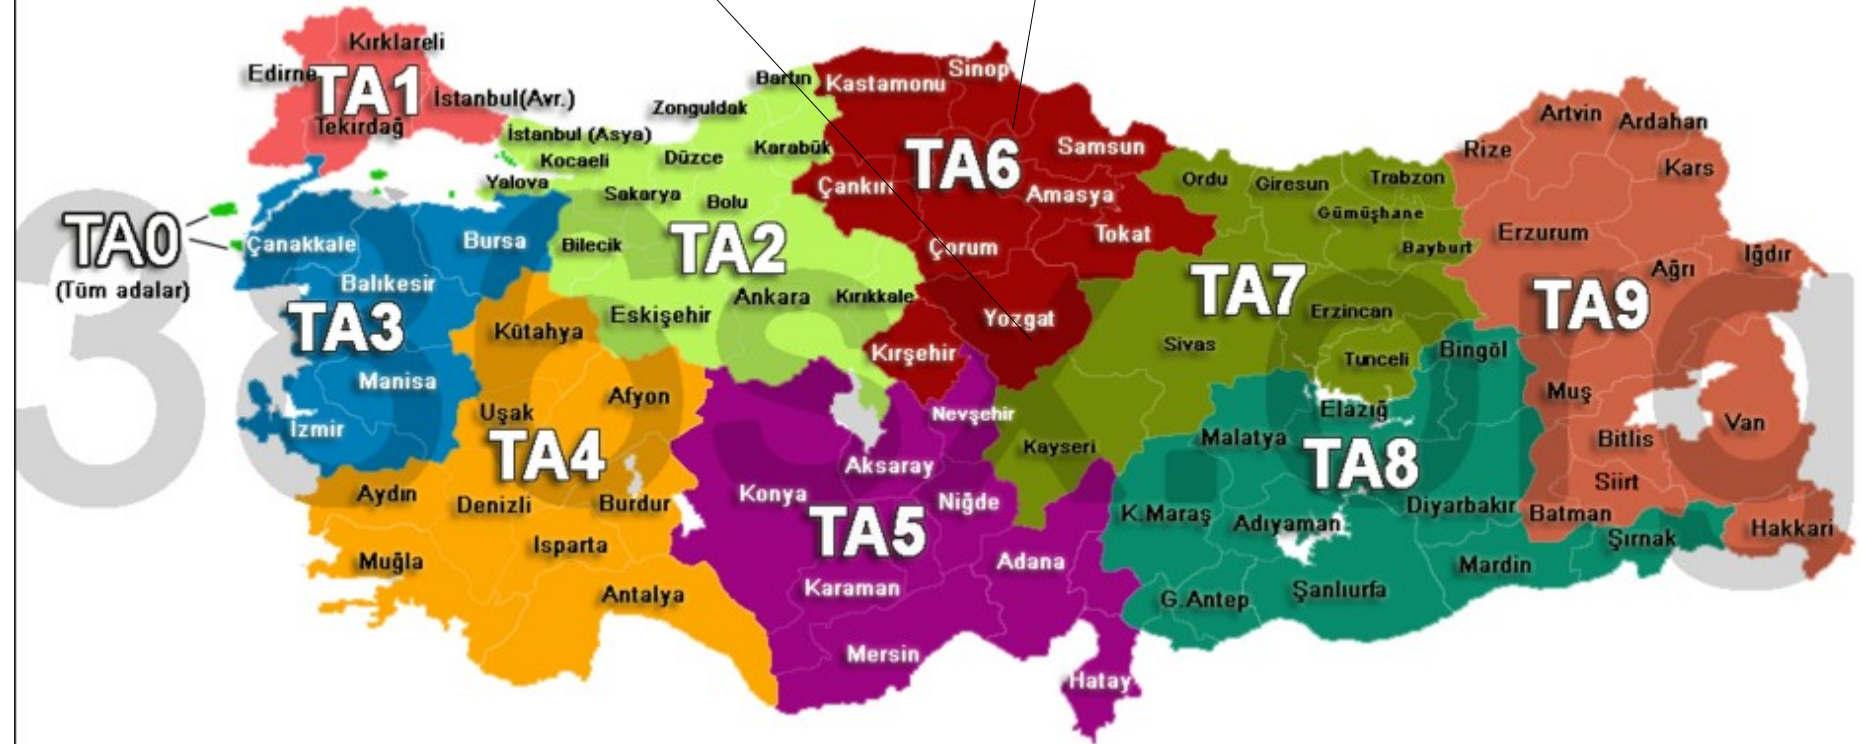 Kırklareli
Edirne
TA1
İstanbul(Avr.)
Tekirdağ
TA0
(Tüm adalar)
Bartın
Zonguldak
İstanbul (Asya)
Kocaeli
Düzce
Karabük
Yalova
Sakarya
Bolu
TA2
Bilecik
Ankara
Kırıkkale
Eskişehir
Çanakkale
Bursa
Balıkesir
TA3
Manisa
İzmir
Kütahya
Afyon
Uşak
TA4
Aydın
Denizli
Burdur
Isparta
Muğla
Antalya
Nevşehir
Aksaray
Konya
Niğde
TA5
Adana
Karaman
Mersin
Hatay
Kastamonu
Sinop
TA6
Samsun
Çankırı
Amasya
Tokat
Çorum
Yozgat
Kırşehir
Ordu
Giresun
Trabzon
Gümüşhane
Bayburt
TA7
Erzincan
Sivas
Tunceli
Kayseri
Bingöl
Elazığ
Malatya
TA8
K.Maraş
Adıyaman
Diyarbakır
Şırnak
Mardin
G.Antep
Şanlıurfa
Artvin
Ardahan
Rize
Kars
Erzurum
Iğdır
Ağrı
TA9
Muş
Van
Bitlis
Siirt
Batman
Hakkari